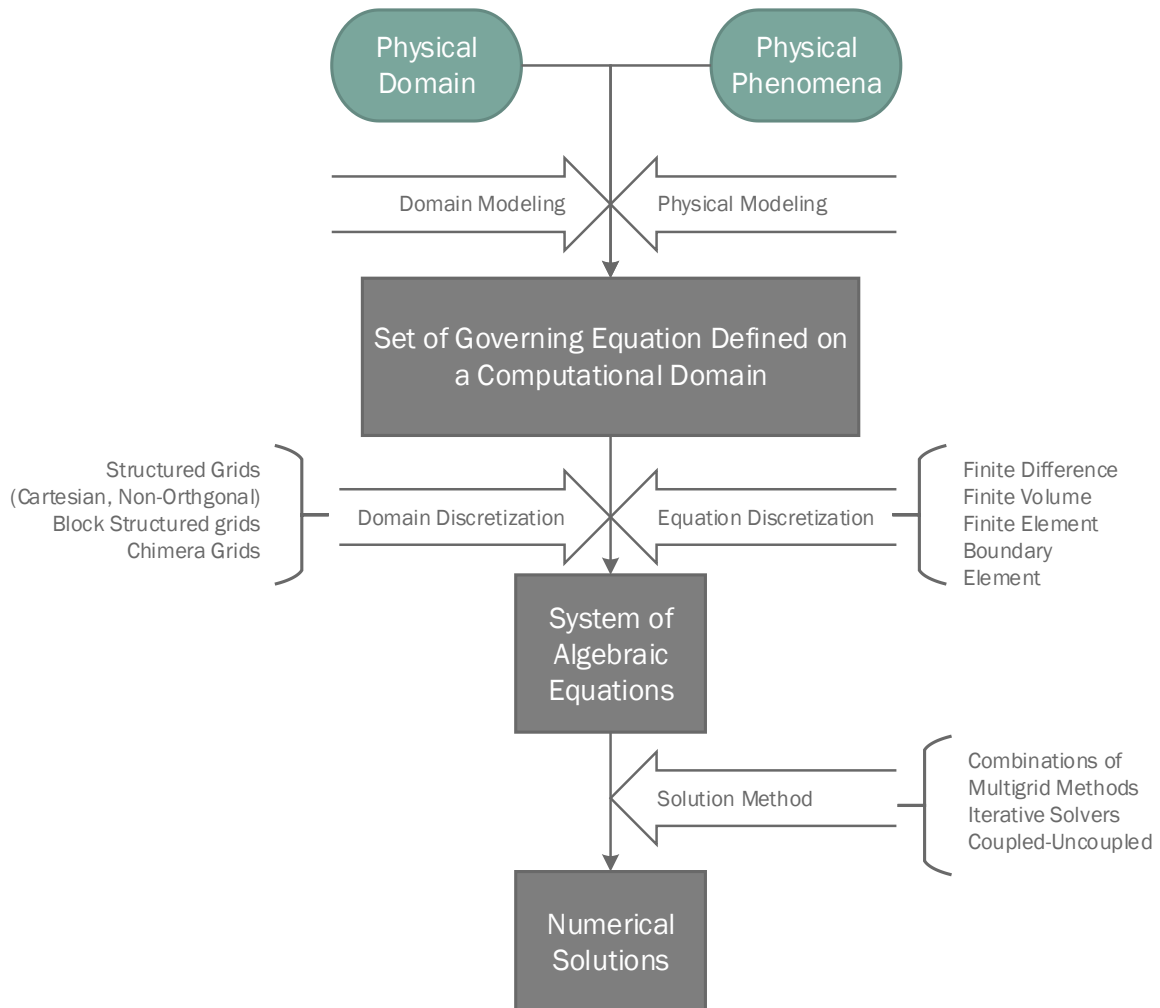 Physical
Domain
Physical
Phenomena
Domain Modeling
Physical Modeling
Set of Governing Equation Defined on
a Computational Domain
Structured Grids
(Cartesian, Non-Orthgonal)
Block Structured grids
Chimera Grids
Domain Discretization
Equation Discretization
Finite Difference
Finite Volume
Finite Element
Boundary
Element
System of
Algebraic
Equations
Solution Method
Combinations of
Multigrid Methods
Iterative Solvers
Coupled-Uncoupled
Numerical
Solutions